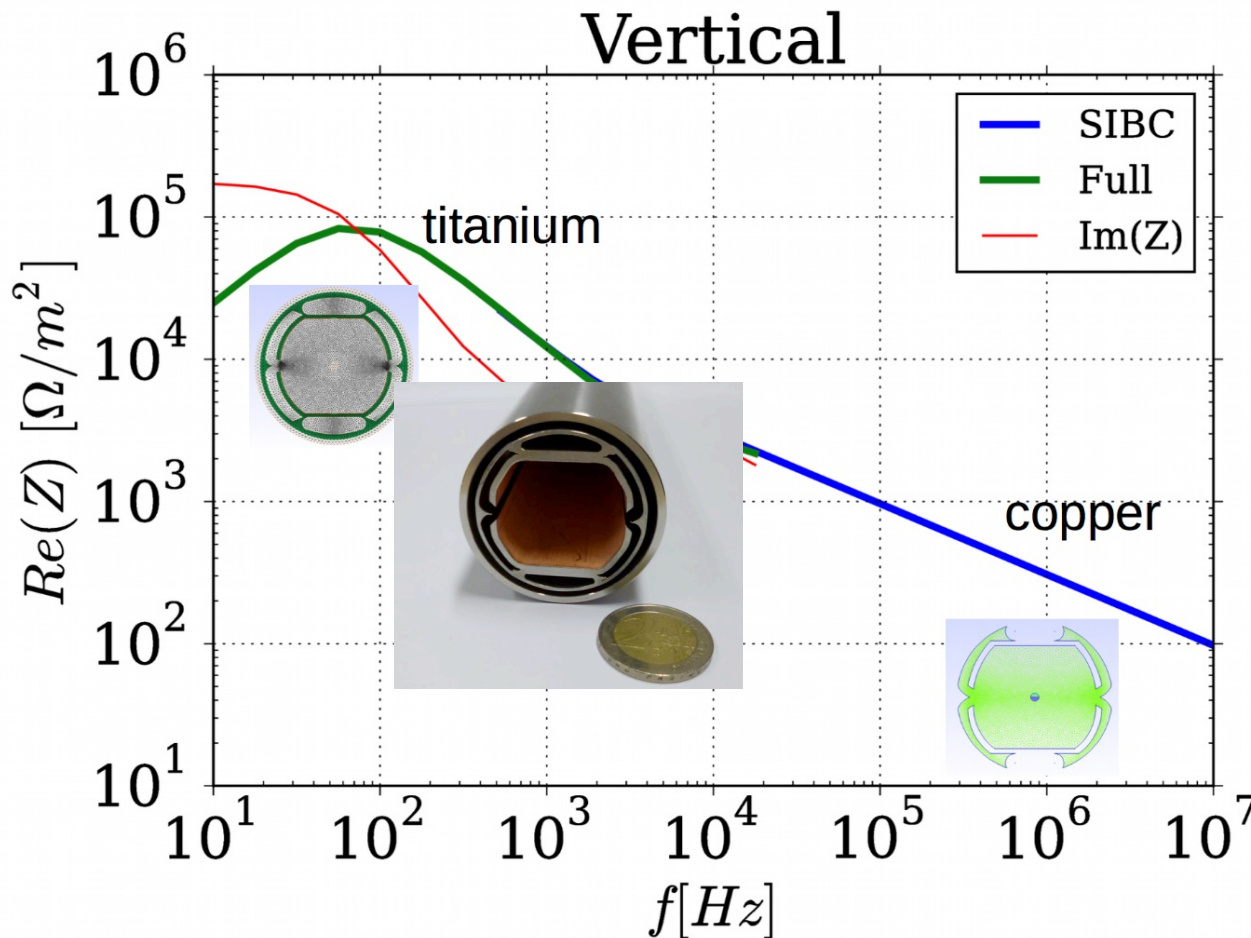 Vertical
10^6
10^5
10^4
10^3
10^2
10^1
Re(Z) [Ω/m^2]
SIBC
Full
Im(Z)
titanium
copper
10^1 10^2 10^3 10^4 10^5 10^6 10^7
f[Hz]